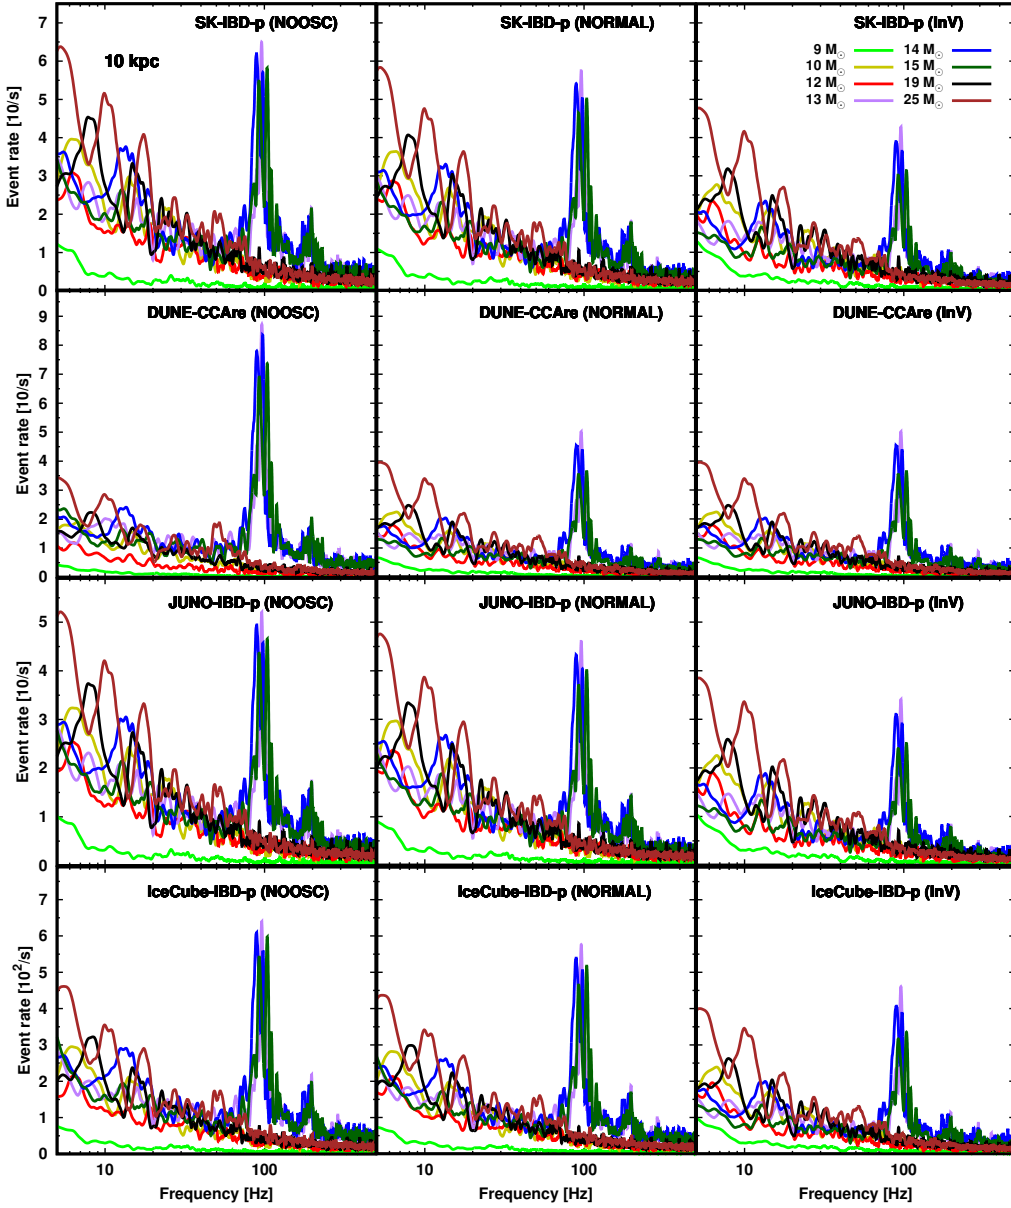 SK-IBD-p (NOOSC)
SK-IBD-p (NORMAL)
SK-IBD-p (InV)
10 kpc
9 M☉ 14 M☉
10 M☉ 15 M☉
12 M☉ 19 M☉
13 M☉ 25 M☉
Event rate [10/s]
7
6
5
4
3
2
1
0
DUNE-CCAre (NOOSC)
DUNE-CCAre (NORMAL)
DUNE-CCAre (InV)
Event rate [10/s]
9
8
7
6
5
4
3
2
1
0
JUNO-IBD-p (NOOSC)
JUNO-IBD-p (NORMAL)
JUNO-IBD-p (InV)
Event rate [10/s]
5
4
3
2
1
0
IceCube-IBD-p (NOOSC)
IceCube-IBD-p (NORMAL)
IceCube-IBD-p (InV)
Event rate [10²/s]
7
6
5
4
3
2
1
0
10 100 10 100 10 100
Frequency [Hz] Frequency [Hz] Frequency [Hz]